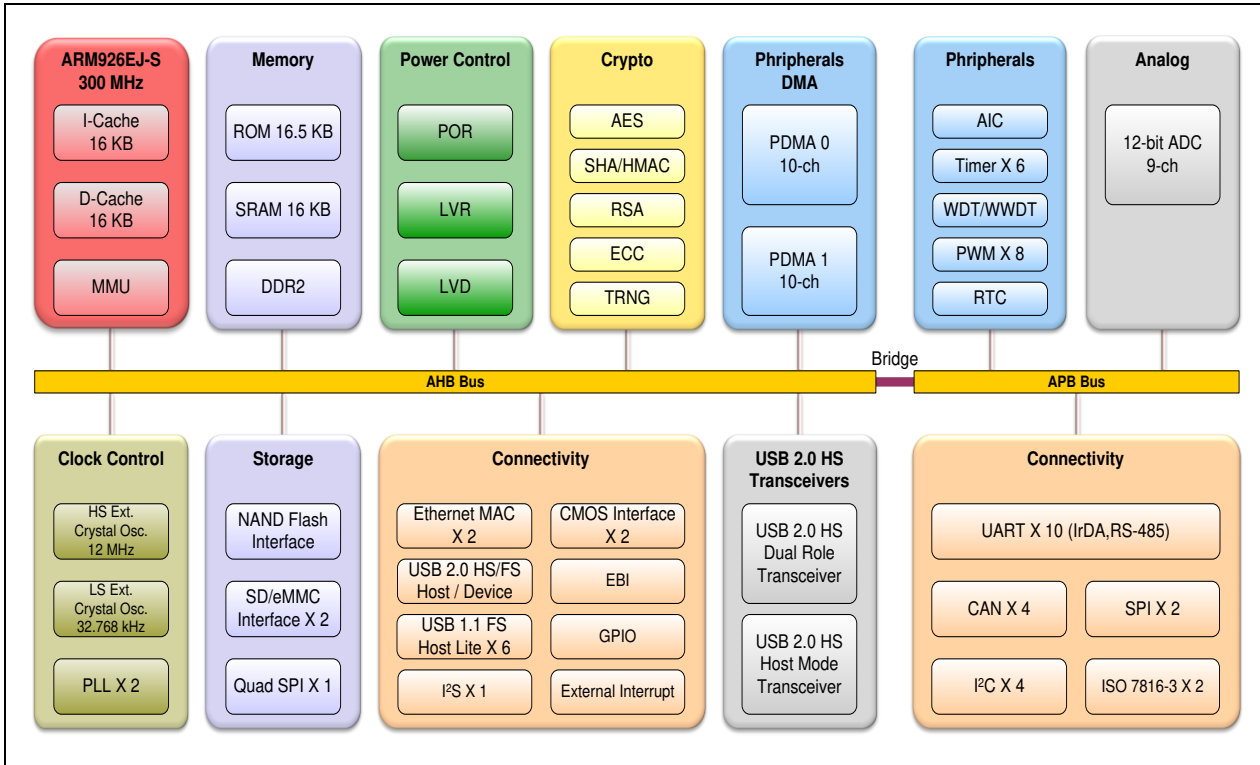 ARM926EJ-S
300 MHz
I-Cache
16 KB
D-Cache
16 KB
MMU
Memory
ROM 16.5 KB
SRAM 16 KB
DDR2
Power Control
POR
LVR
LVD
Crypto
AES
SHA/HMAC
RSA
ECC
TRNG
Phripherals
DMA
PDMA 0
10-ch
PDMA 1
10-ch
Phripherals
AIC
Timer X 6
WDT/WWDT
PWM X 8
RTC
Analog
12-bit ADC
9-ch
AHB Bus
Bridge
APB Bus
Clock Control
HS Ext.
Crystal Osc.
12 MHz
LS Ext.
Crystal Osc.
32.768 kHz
PLL X 2
Storage
NAND Flash
Interface
SD/eMMC
Interface X 2
Quad SPI X 1
Connectivity
Ethernet MAC
X 2
CMOS Interface
X 2
USB 2.0 HS/FS
Host / Device
EBI
USB 1.1 FS
Host Lite X 6
GPIO
I²S X 1
External Interrupt
USB 2.0 HS
Transceivers
USB 2.0 HS
Dual Role
Transceiver
USB 2.0 HS
Host Mode
Transceiver
Connectivity
UART X 10 (IrDA,RS-485)
CAN X 4
SPI X 2
I²C X 4
ISO 7816-3 X 2